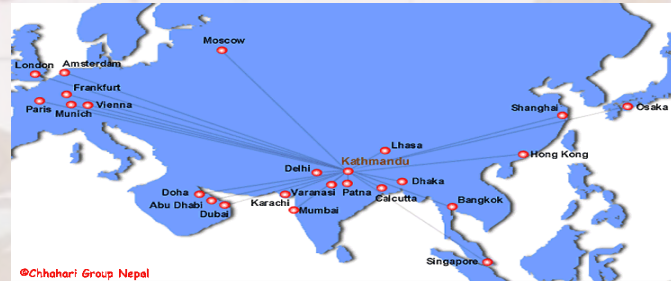 Moscow
London
Amsterdam
Frankfurt
Paris
Munich
Vienna
Shanghai
Osaka
Lhasa
Hong Kong
Kathmandu
Delhi
Doha
Abu Dhabi
Dubai
Karachi
Varanasi
Mumbai
Patna
Dhaka
Calcutta
Bangkok
Singapore
©Chhahari Group Nepal